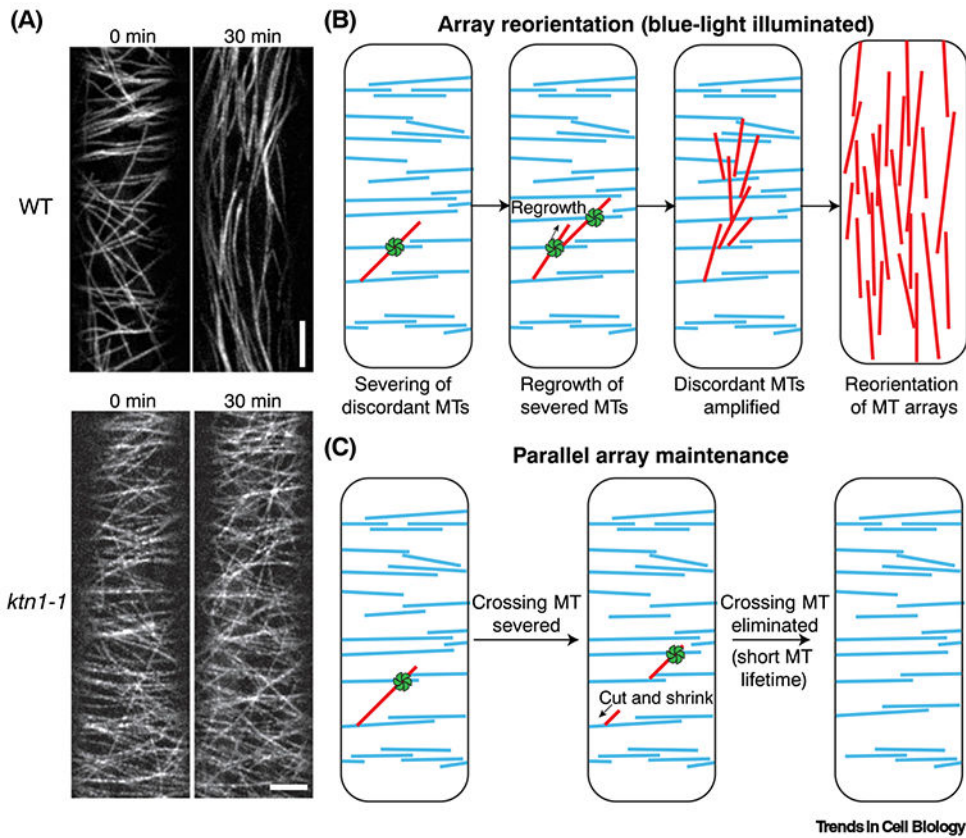 (A)
0 min 30 min
WT
0 min 30 min
ktn1-1
(B)
Array reorientation (blue-light illuminated)
Regrowth
Severing of
discordant MTs
Regrowth of
severed MTs
Discordant MTs
amplified
Reorientation
of MT arrays
(C)
Parallel array maintenance
Crossing MT
severed
Cut and shrink
Crossing MT
eliminated
(short MT
lifetime)
Trends in Cell Biology